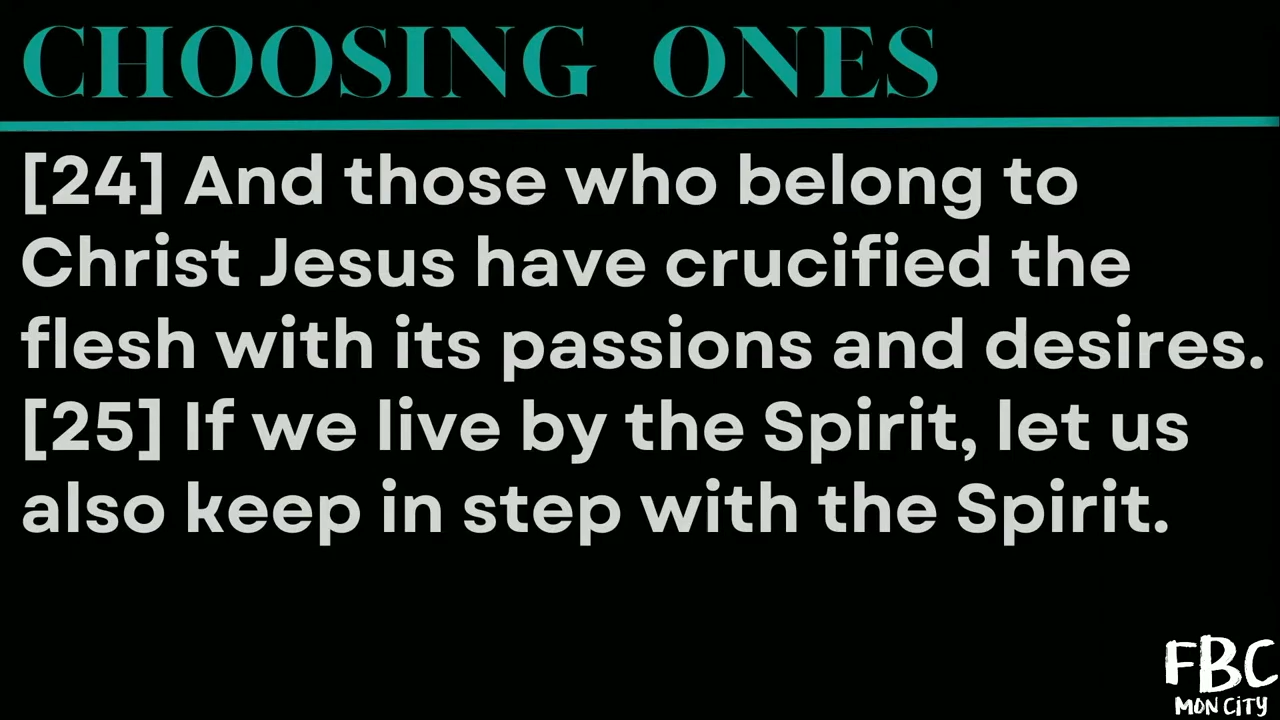 CHOOSING ONES
[24] And those who belong to
Christ Jesus have crucified the
flesh with its passions and desires.
[25] If we live by the Spirit, let us
also keep in step with the Spirit.
FBC
MON CiTY